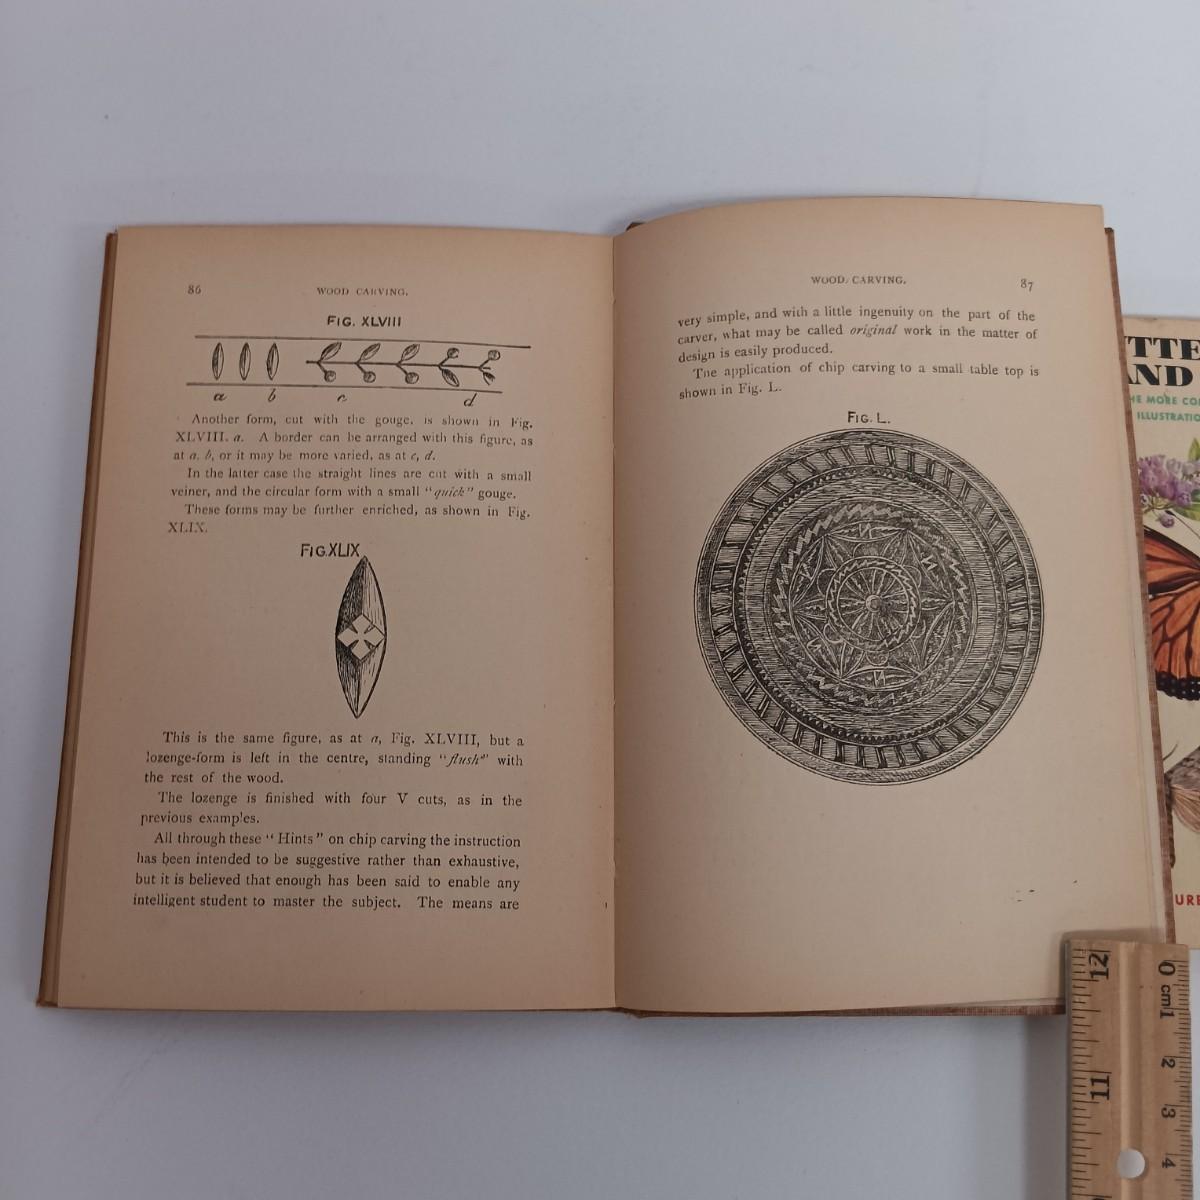 86
WOOD CARVING.
FIG. XLVIII
a b c d
Another form, cut with the gouge, is shown in Fig.
XLVIII. a. A border can be arranged with this figure, as
at a. b, or it may be more varied, as at c, d.
In the latter case the straight lines are cut with a small
veiner, and the circular form with a small "quick" gouge.
These forms may be further enriched, as shown in Fig.
XLIX.
FIG.XLIX
This is the same figure, as at a, Fig. XLVIII, but a
lozenge-form is left in the centre, standing "flush" with
the rest of the wood.
The lozenge is finished with four V cuts, as in the
previous examples.
All through these "Hints" on chip carving the instruction
has been intended to be suggestive rather than exhaustive,
but it is believed that enough has been said to enable any
intelligent student to master the subject. The means are
WOOD CARVING.
87
very simple, and with a little ingenuity on the part of the
carver, what may be called original work in the matter of
design is easily produced.
The application of chip carving to a small table top is
shown in Fig. L.
FIG. L.
TTE
AND
HE MORE CO
ILLUSTRATIO
URE
12
11
0 cm 1
2
3
4